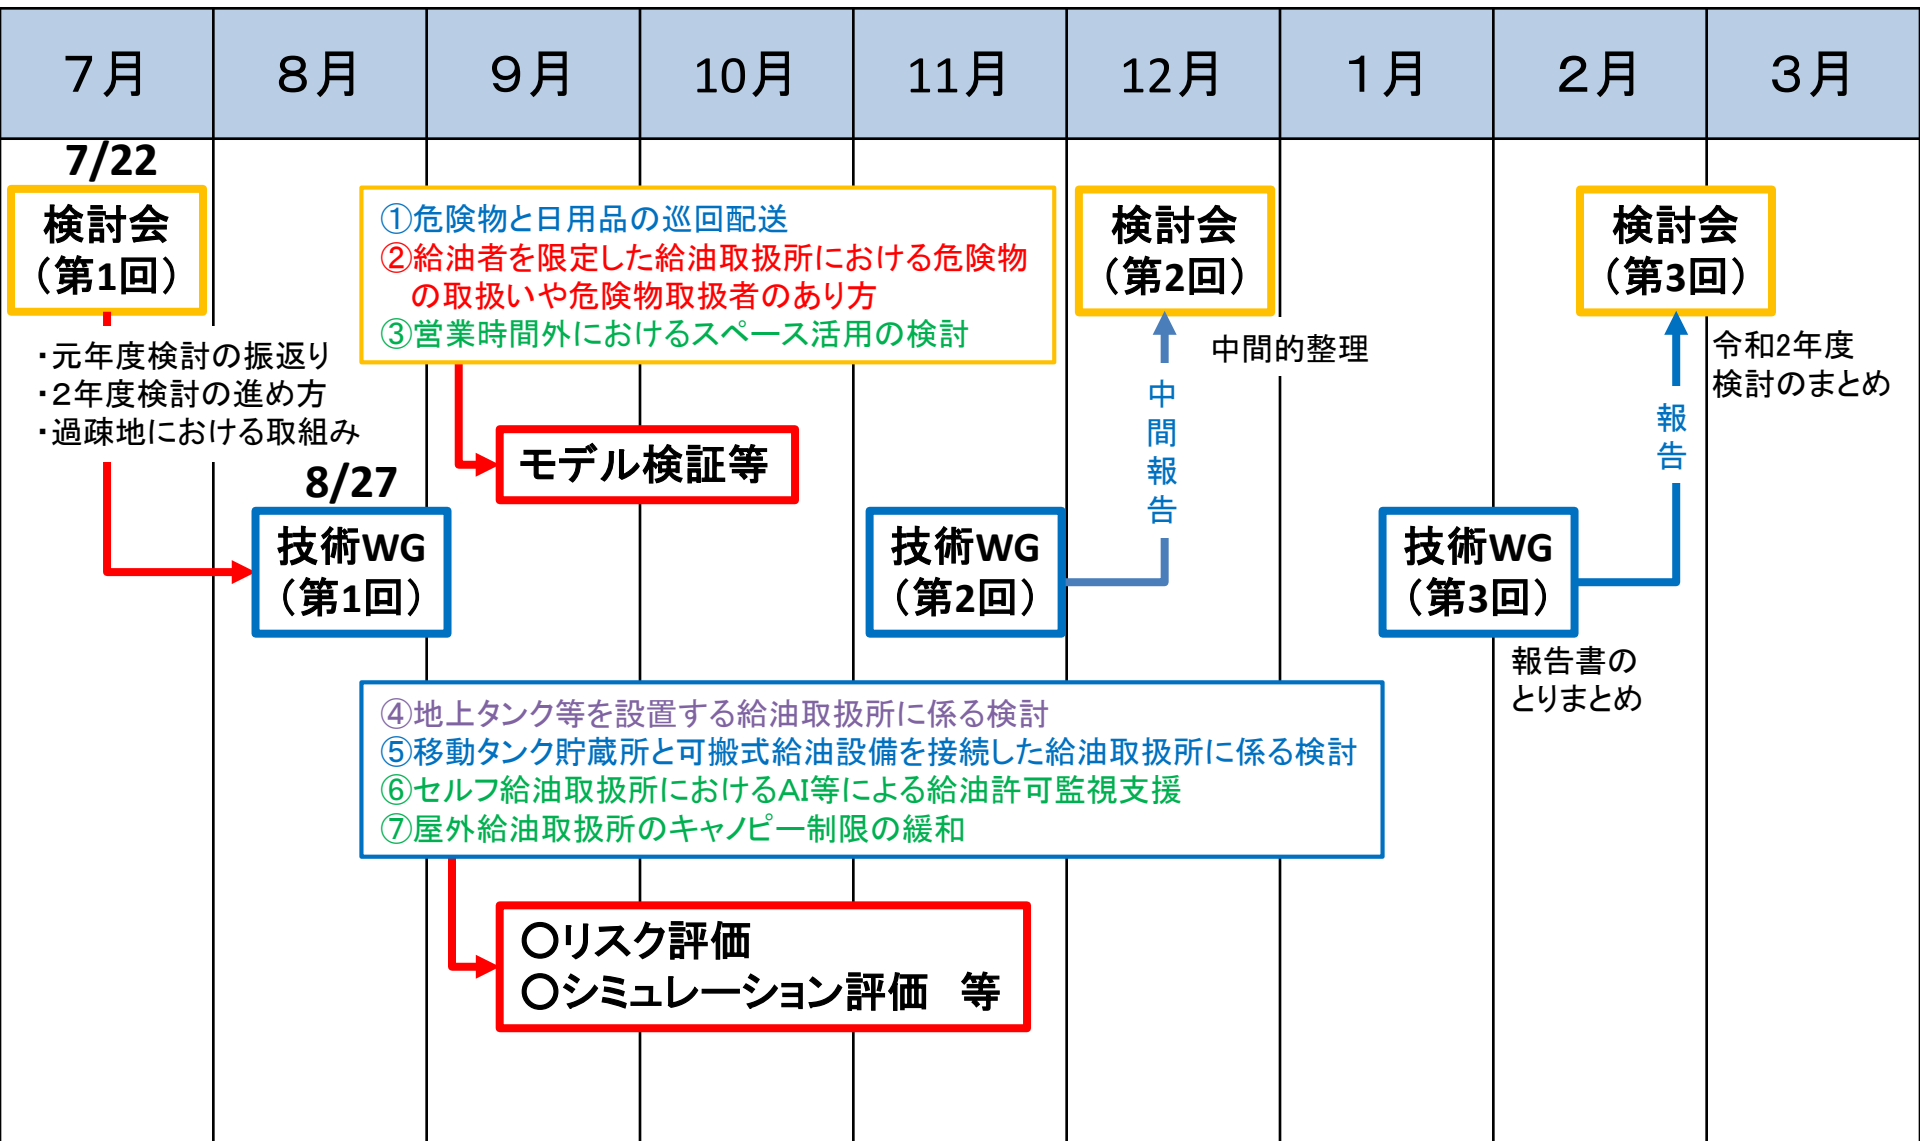 7月
8月
9月
10月
11月
12月
1月
2月
3月
7/22
検討会
(第1回)
・元年度検討の振返り
・2年度検討の進め方
・過疎地における取組み
8/27
技術WG
(第1回)
①危険物と日用品の巡回配送
②給油者を限定した給油取扱所における危険物
の取扱いや危険物取扱者のあり方
③営業時間外におけるスペース活用の検討
モデル検証等
技術WG
(第2回)
中間報告
検討会
(第2回)
中間的整理
技術WG
(第3回)
報告書の
とりまとめ
報告
検討会
(第3回)
令和2年度
検討のまとめ
④地上タンク等を設置する給油取扱所に係る検討
⑤移動タンク貯蔵所と可搬式給油設備を接続した給油取扱所に係る検討
⑥セルフ給油取扱所におけるAI等による給油許可監視支援
⑦屋外給油取扱所のキャノピー制限の緩和
○リスク評価
○シミュレーション評価 等